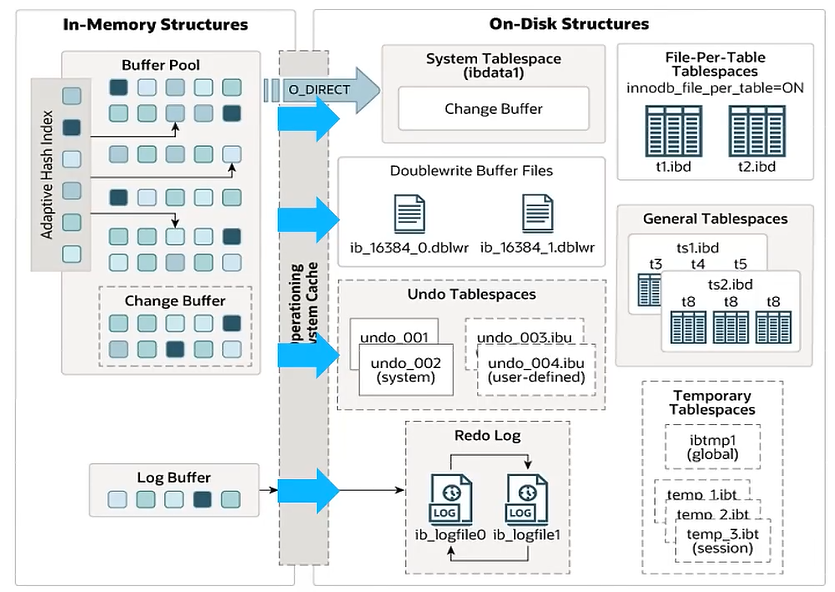 In-Memory Structures
On-Disk Structures
Buffer Pool
Adaptive Hash Index
Change Buffer
Log Buffer
O_DIRECT
perationing
stem Cache
System Tablespace
(ibdata1)
Change Buffer
File-Per-Table
Tablespaces
innodb_file_per_table=ON
t1.ibd
t2.ibd
Doublewrite Buffer Files
ib_16384_0.dblwr
ib_16384_1.dblwr
General Tablespaces
ts1.ibd
t3 t4 t5
ts2.ibd
t8 t8 t8
Undo Tablespaces
undo_001
undo_002
(system)
undo_003.ibu
undo_004.ibu
(user-defined)
Temporary
Tablespaces
ibtmp1
(global)
temp_1.ibt
temp_2.ibt
temp_3.ibt
(session)
Redo Log
LOG
LOG
ib_logfile0
ib_logfile1